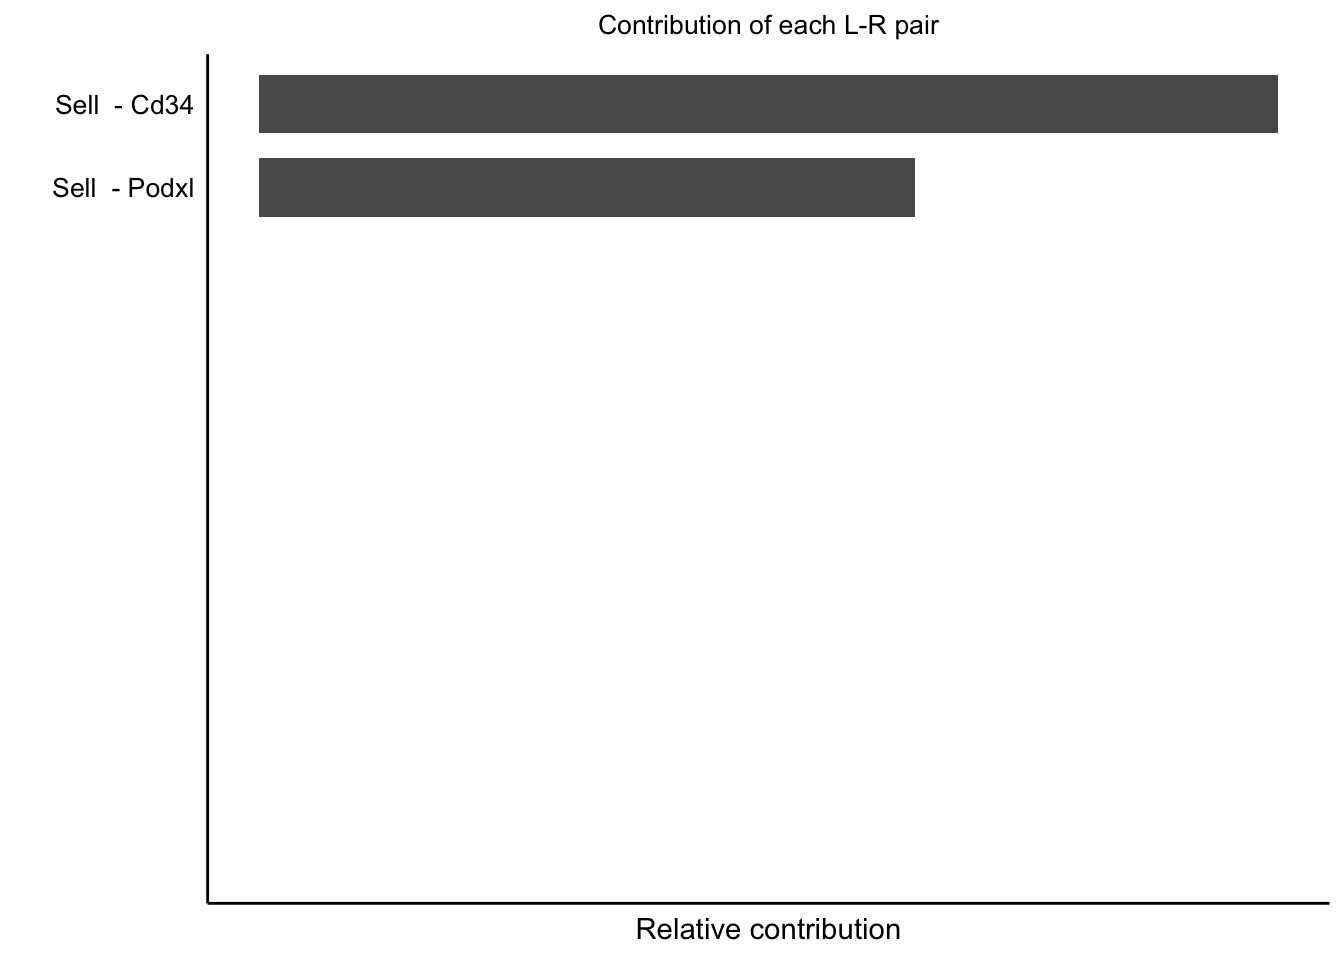 Contribution of each L-R pair
Sell  - Cd34
Sell  - Podxl
Relative contribution